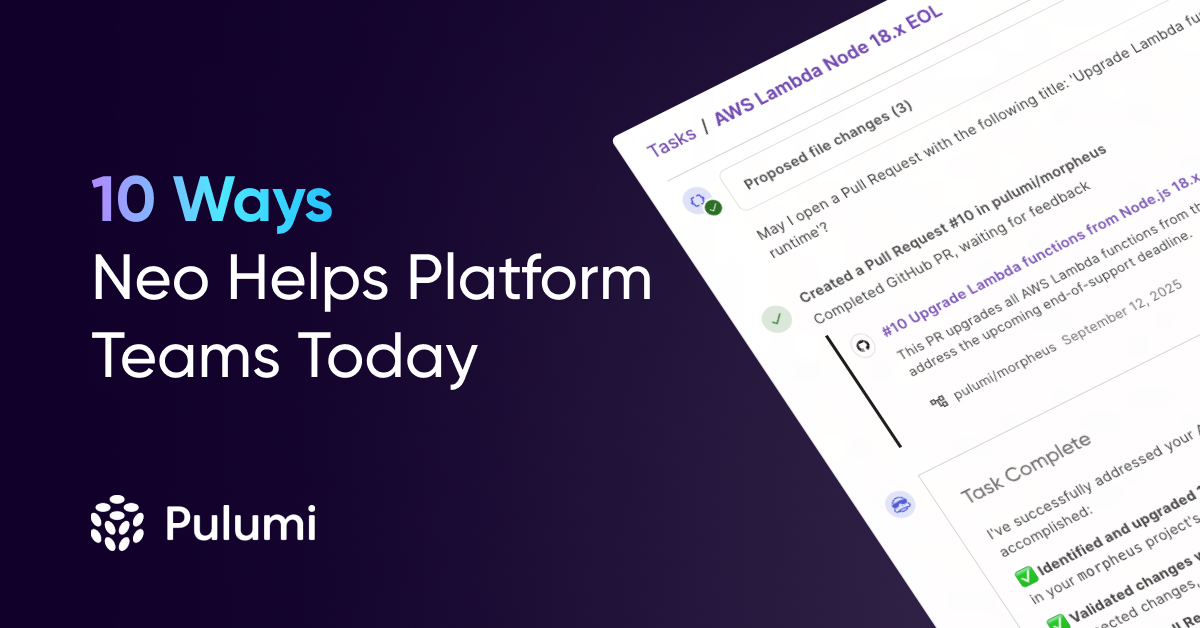 10 Ways
Neo Helps Platform
Teams Today
Pulumi
Tasks / AWS Lambda Node 18.x EOL
Proposed file changes (3)
May I open a Pull Request with the following title: 'Upgrade Lambda
runtime'?
Created a Pull Request #10 in pulumi/morpheus
Completed GitHub PR, waiting for feedback
#10 Upgrade Lambda functions from Node.js 18.x
This PR upgrades all AWS Lambda functions from
address the upcoming end-of-support deadline.
pulumi/morpheus September 12, 2025
Task Complete
I've successfully addressed your
accomplished:
Identified and upgraded
in your morpheus project's
Validated changes
changes,